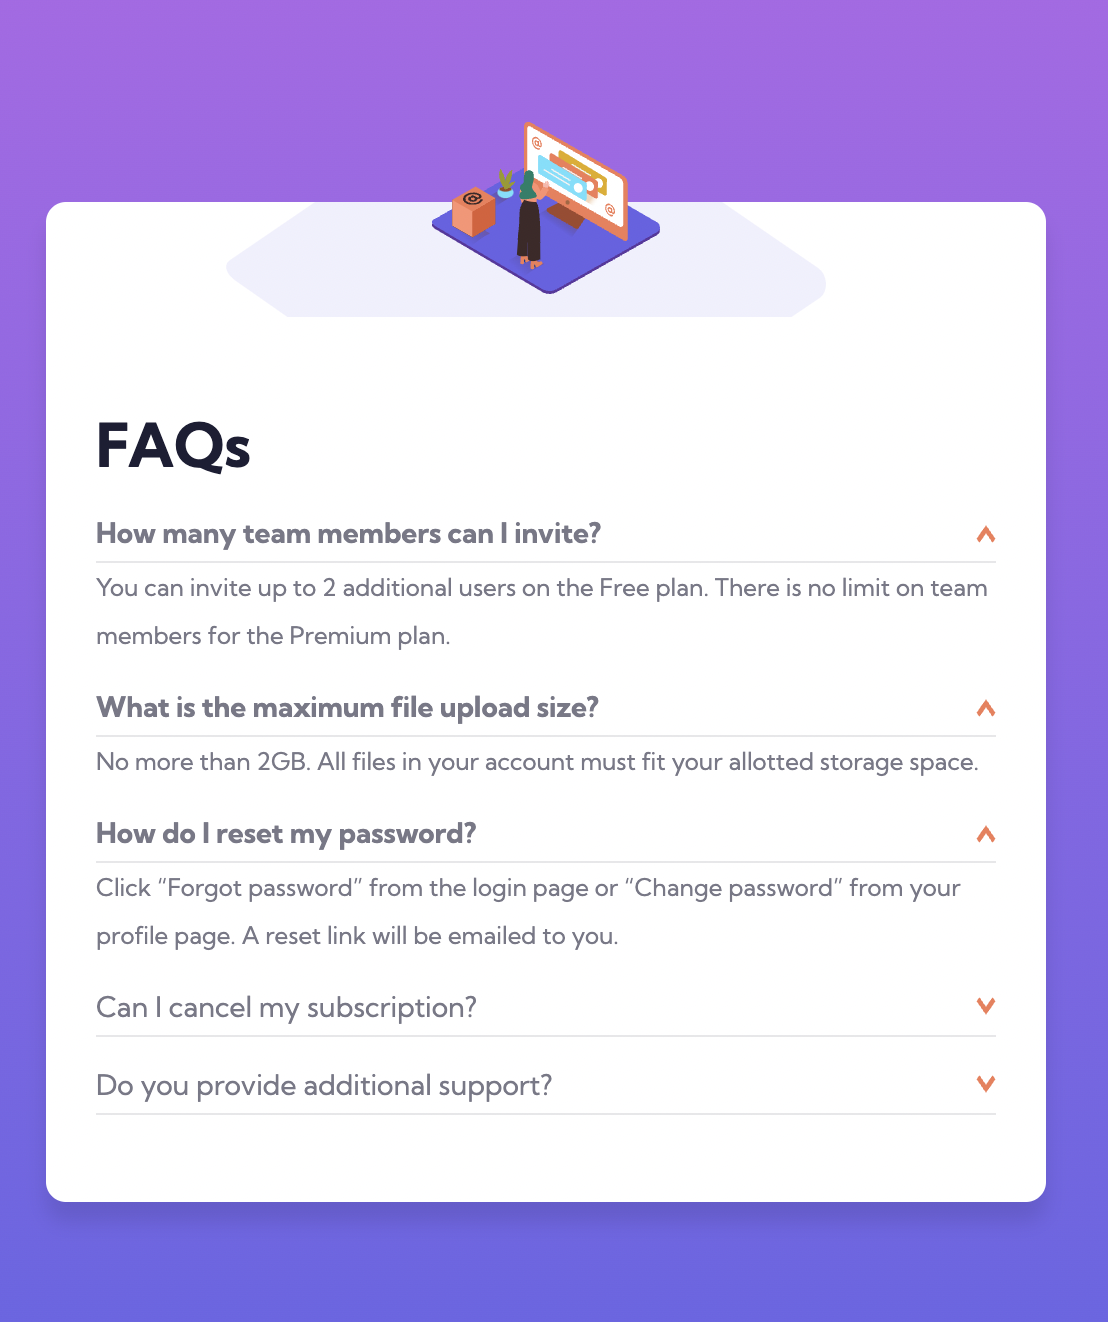 FAQs
How many team members can I invite?
You can invite up to 2 additional users on the Free plan. There is no limit on team
members for the Premium plan.
What is the maximum file upload size?
No more than 2GB. All files in your account must fit your allotted storage space.
How do I reset my password?
Click “Forgot password” from the login page or “Change password” from your
profile page. A reset link will be emailed to you.
Can I cancel my subscription?
Do you provide additional support?